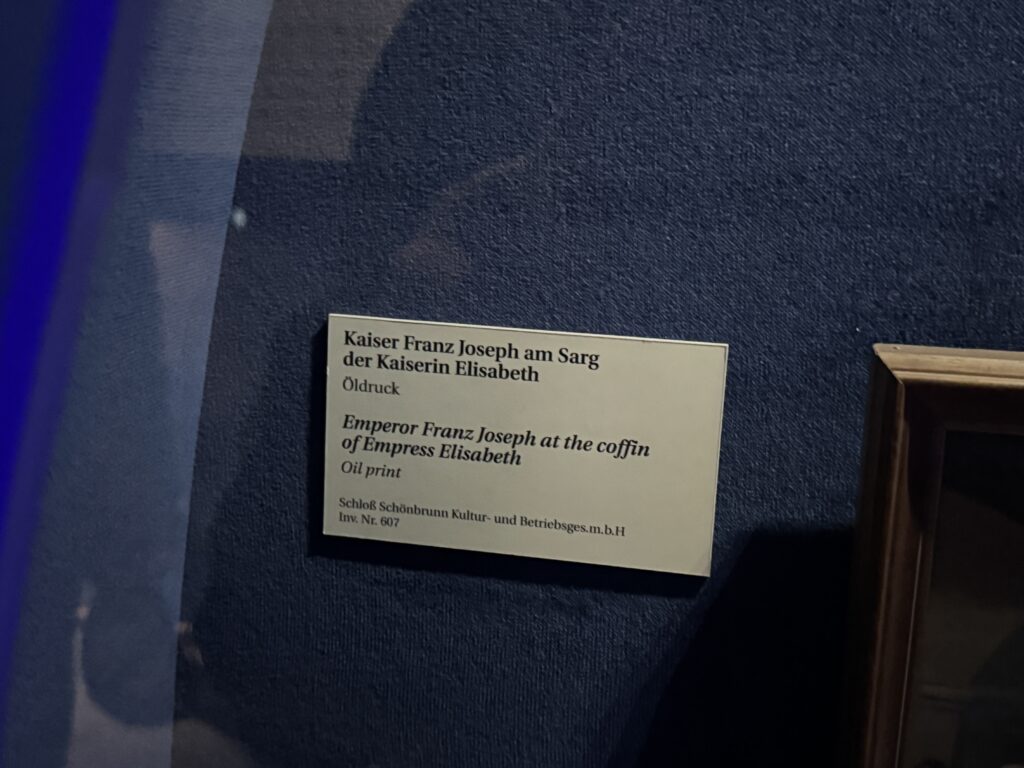 Kaiser Franz Joseph am Sarg
der Kaiserin Elisabeth
Öldruck
Emperor Franz Joseph at the coffin
of Empress Elisabeth
Oil print
Schloß Schönbrunn Kultur- und Betriebsges.m.b.H
Inv. Nr. 607